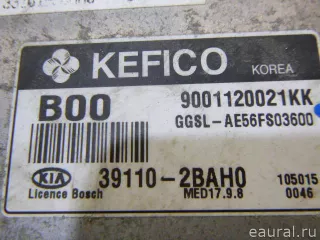 KEFICO
KOREA
B00
9001120021KK
GGSL-AE56FS03600
KIA
39110-2BAH0
105015
Licence Bosch
MED17.9.8
0046
eaural.ru